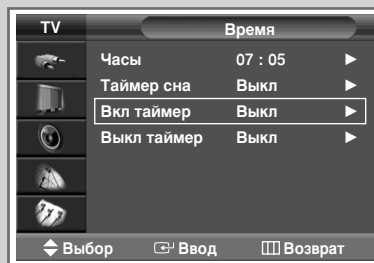 TV Время
Часы 07 : 05 ►
Таймер сна Выкл ►
Вкл таймер Выкл ►
Выкл таймер Выкл ►
Выбор Ввод Возврат